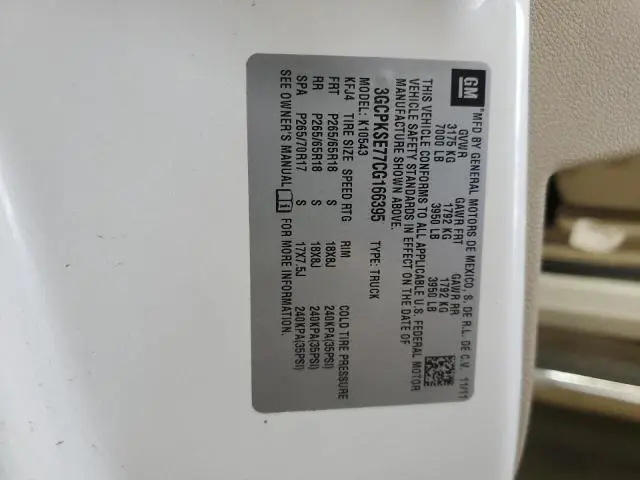 GM MFD BY GENERAL MOTORS DE MEXICO, S. DE R.L. DE C.V. 11/11
GVWR GAWR FRT GAWR RR
3175 KG 1792 KG 1792 KG
7000 LB 3950 LB 3950 LB
THIS VEHICLE CONFORMS TO ALL APPLICABLE U.S. FEDERAL MOTOR
VEHICLE SAFETY STANDARDS IN EFFECT ON THE DATE OF
MANUFACTURE SHOWN ABOVE.
3GCPKSE77CG166395 TYPE: TRUCK
MODEL: K10543
KFJ4 TIRE SIZE SPEED RTG RIM COLD TIRE PRESSURE
FRT P265/65R18 S 18X8J 240KPA(35PSI)
RR P265/65R18 S 18X8J 240KPA(35PSI)
SPA P265/70R17 S 17X7.5J 240KPA(35PSI)
SEE OWNER'S MANUAL FOR MORE INFORMATION.